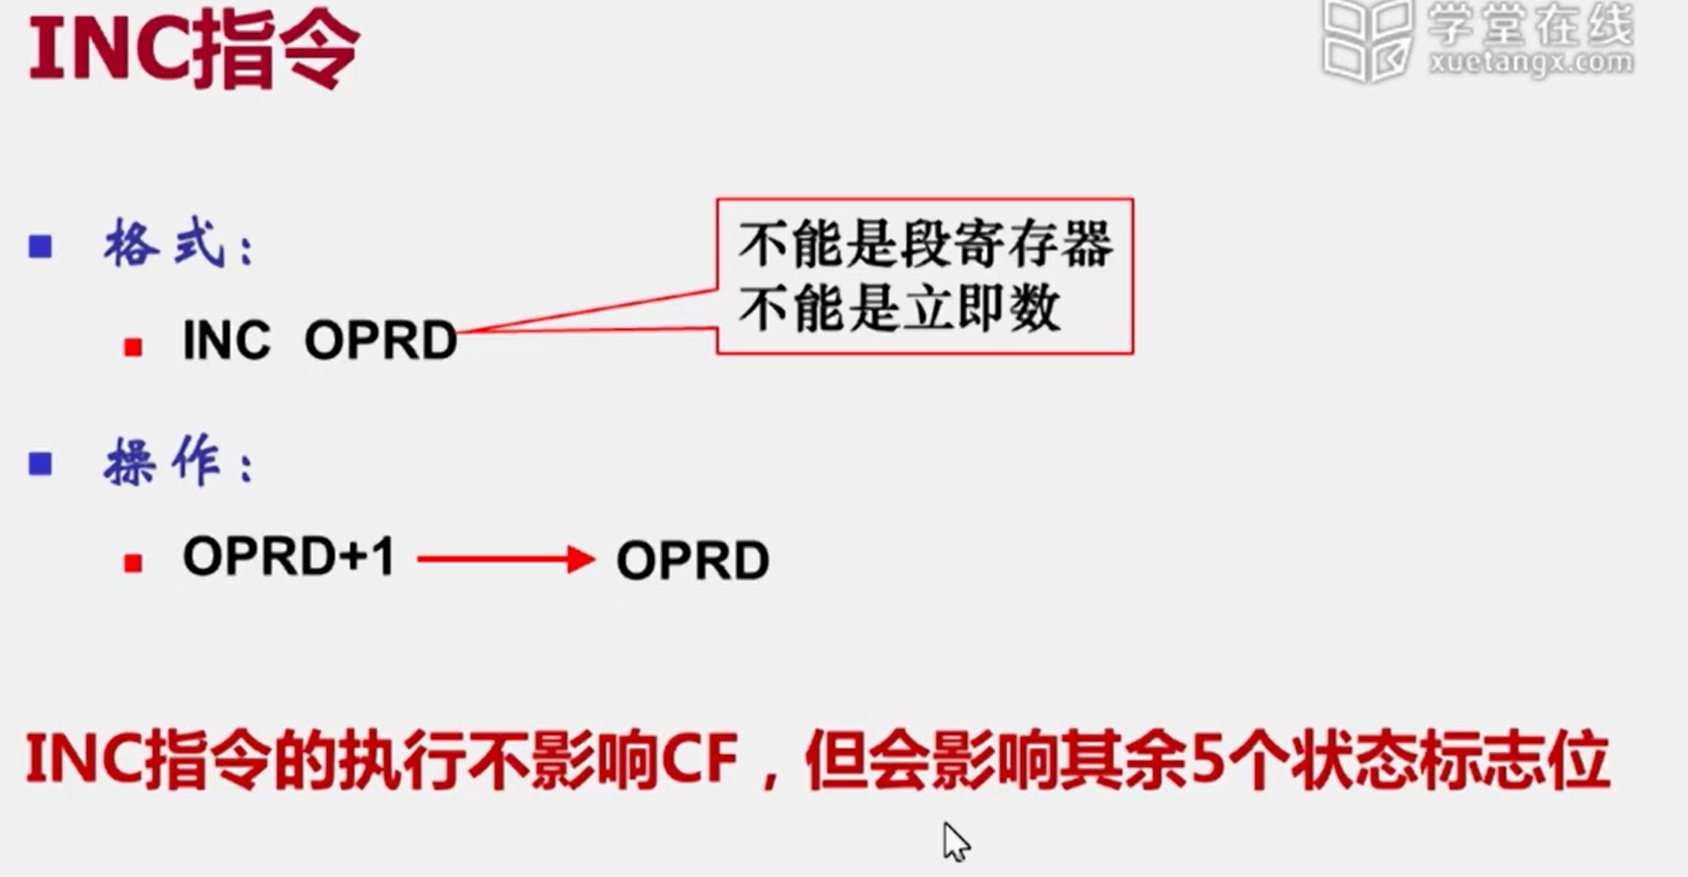 INC指令
学堂在线
xuetangx.com
格式：
不能是段寄存器
不能是立即数
INC OPRD
操作：
OPRD+1 OPRD
INC指令的执行不影响CF，但会影响其余5个状态标志位